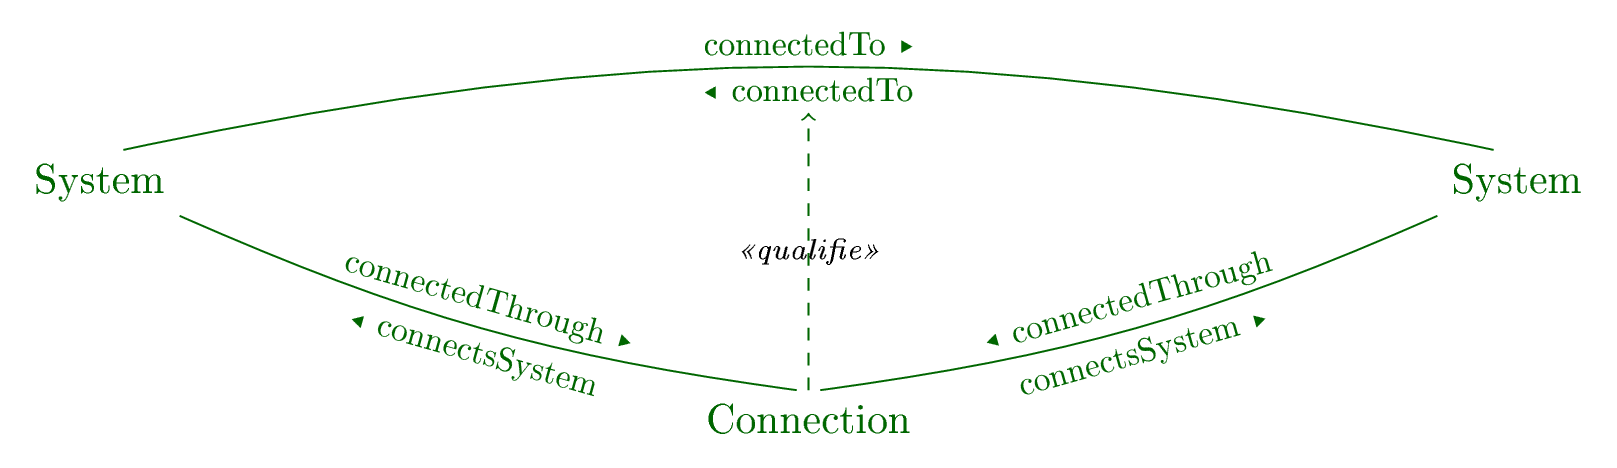 connectedTo ▸
◂ connectedTo
System
System
«qualifie»
connectedThrough ▸
◂ connectsSystem
◂ connectedThrough
connectsSystem ▸
Connection